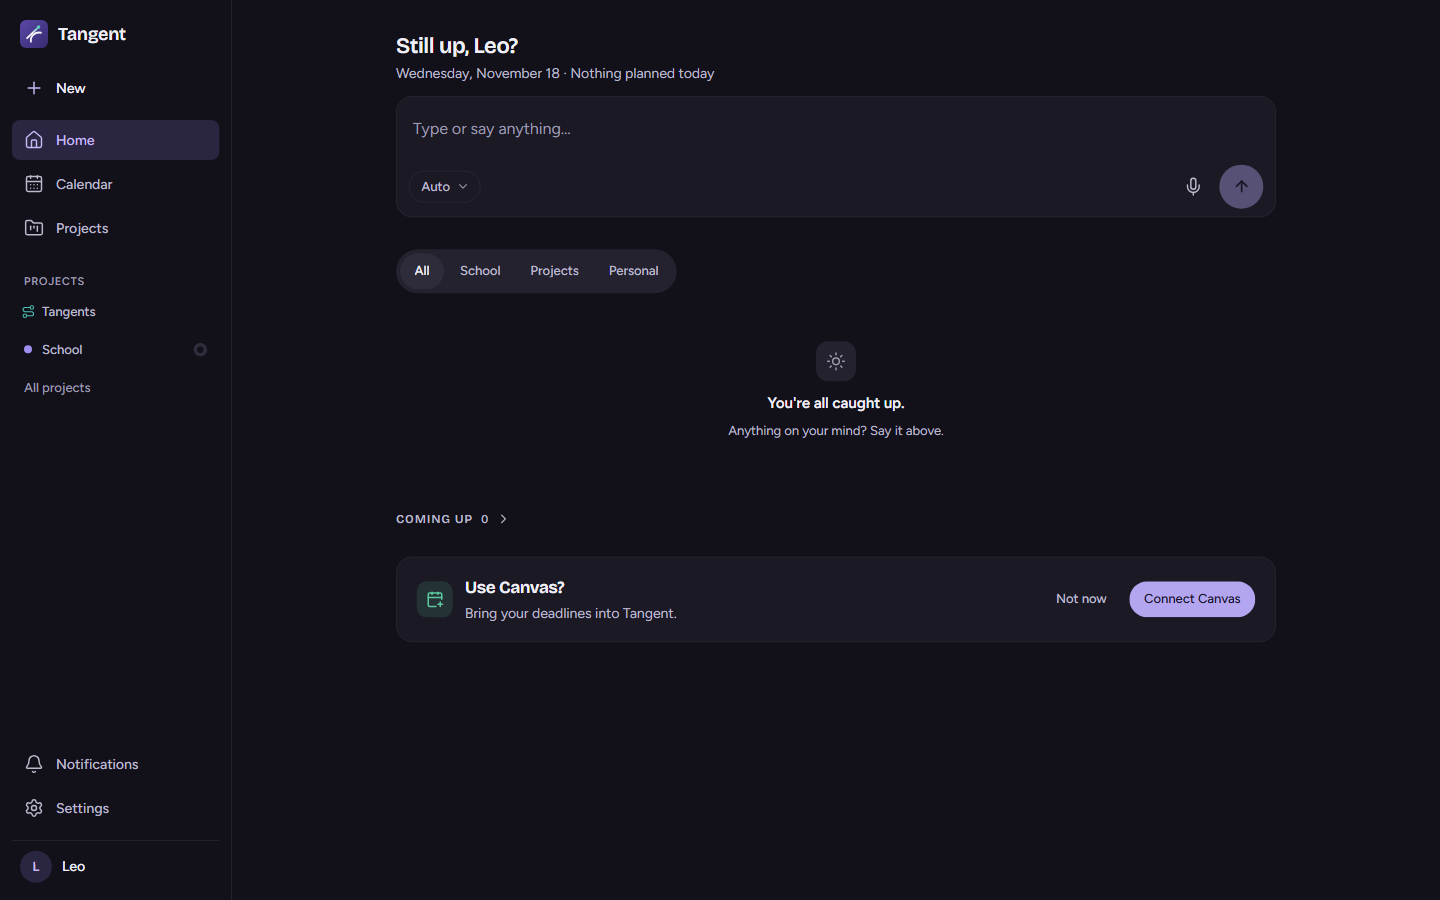 Tangent
New
Home
Calendar
Projects
PROJECTS
Tangents
School
All projects
Notifications
Settings
L
Leo
Still up, Leo?
Wednesday, November 18 · Nothing planned today
Type or say anything...
Auto
All
School
Projects
Personal
You're all caught up.
Anything on your mind? Say it above.
COMING UP 0
Use Canvas?
Bring your deadlines into Tangent.
Not now
Connect Canvas